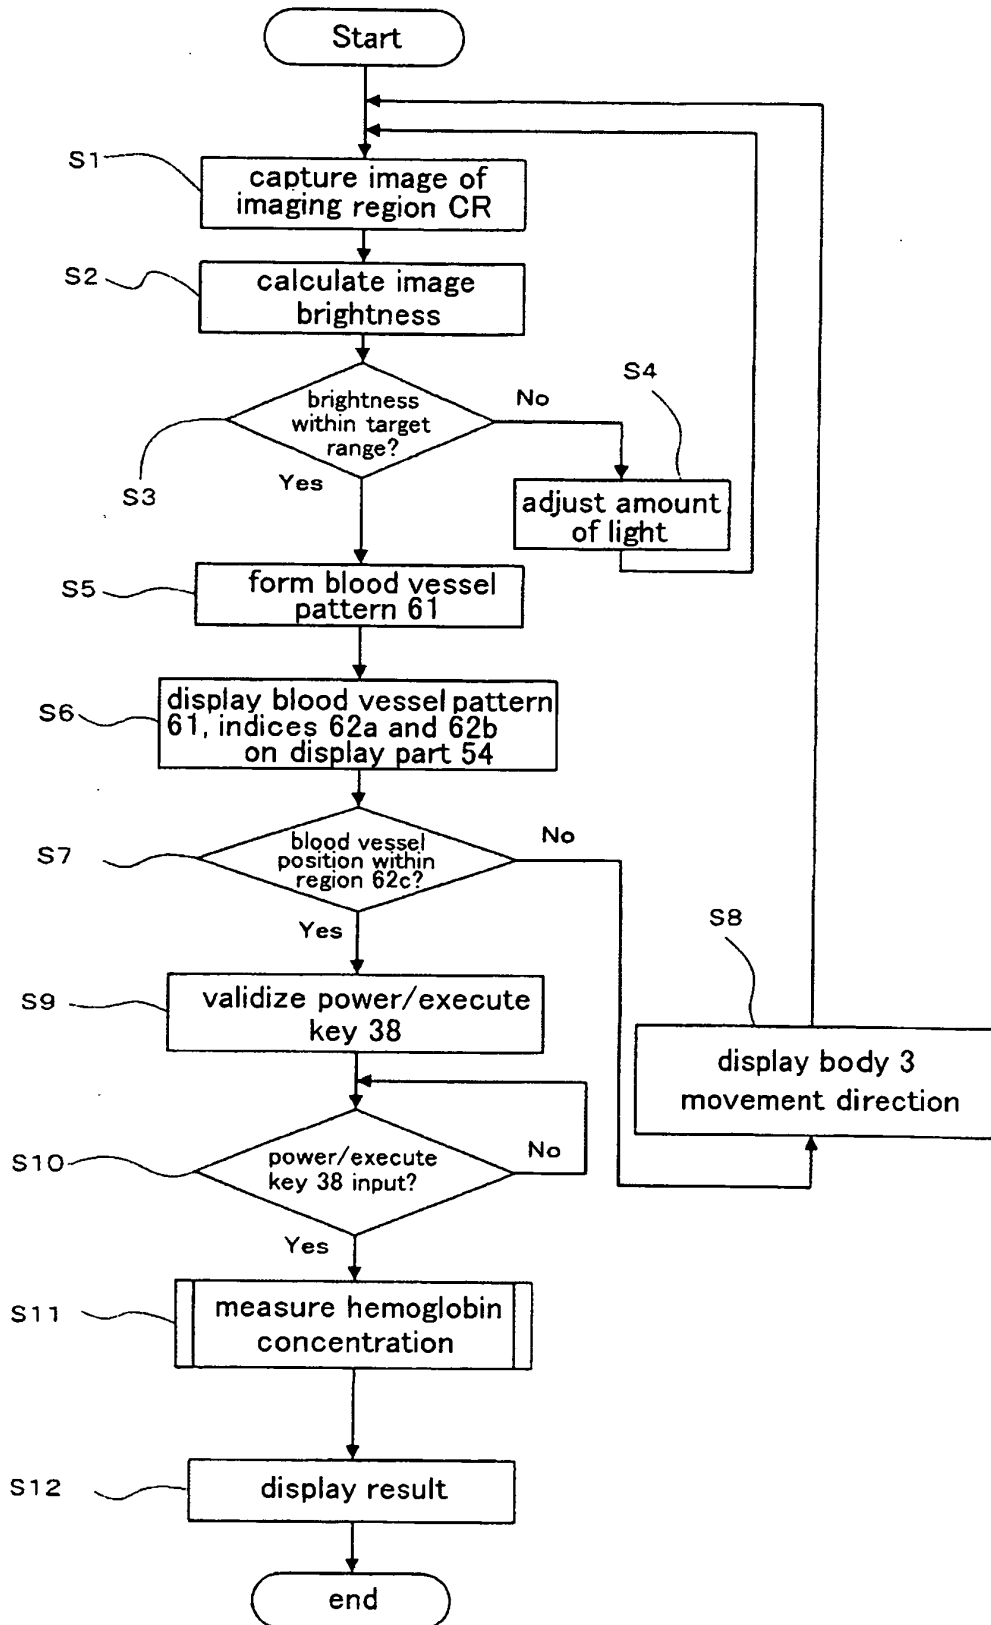 Start
S1
capture image of
imaging region CR
S2
calculate image
brightness
S4
No
brightness
within target
range?
S3
Yes
adjust amount
of light
S5
form blood vessel
pattern 61
S6
display blood vessel pattern
61, indices 62a and 62b
on display part 54
No
S7
blood vessel
position within
region 62c?
Yes
S8
S9
validize power/execute
key 38
display body 3
movement direction
No
S10
power/execute
key 38 input?
Yes
S11
measure hemoglobin
concentration
S12
display result
end